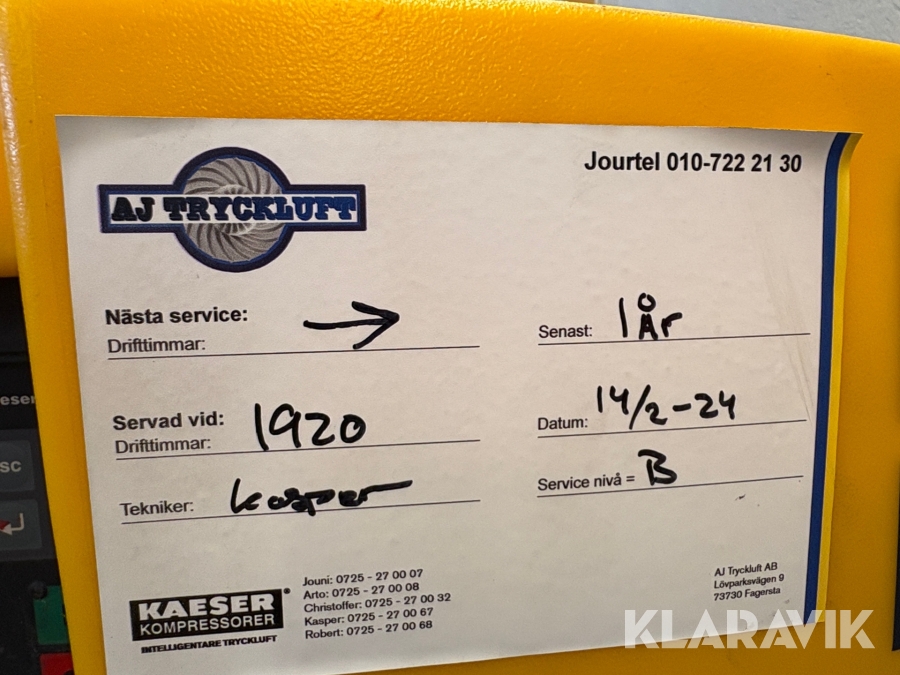 AJ TRYCKLUFT
Jourtel 010-722 21 30
Nästa service:
Drifttimmar: →
Senast: 1 År
Servad vid:
Drifttimmar: 1920
Datum: 14/2-24
Tekniker: Kasper
Service nivå = B
KAESER
KOMPRESSORER
INTELLIGENTARE TRYCKLUFT
Jouni: 0725 - 27 00 07
Arto: 0725 - 27 00 08
Christoffer: 0725 - 27 00 32
Kasper: 0725 - 27 00 67
Robert: 0725 - 27 00 68
AJ Tryckluft AB
Lövparksvägen 9
73730 Fagersta
KLARAVIK